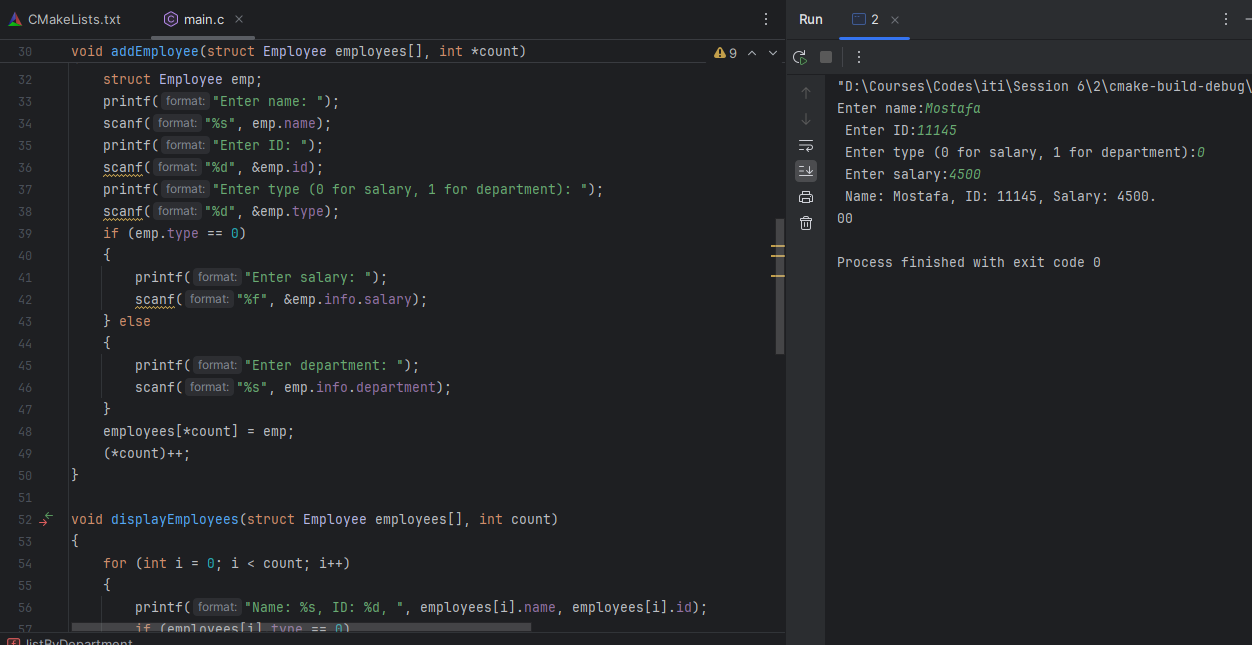 CMakeLists.txt
main.c
30 void addEmployee(struct Employee employees[], int *count)
9
32 struct Employee emp;
33 printf( format: "Enter name: ");
34 scanf( format: "%s", emp.name);
35 printf( format: "Enter ID: ");
36 scanf( format: "%d", &emp.id);
37 printf( format: "Enter type (0 for salary, 1 for department): ");
38 scanf( format: "%d", &emp.type);
39 if (emp.type == 0)
40 {
41 printf( format: "Enter salary: ");
42 scanf( format: "%f", &emp.info.salary);
43 } else
44 {
45 printf( format: "Enter department: ");
46 scanf( format: "%s", emp.info.department);
47 }
48 employees[*count] = emp;
49 (*count)++;
50 }
51
52 void displayEmployees(struct Employee employees[], int count)
53 {
54 for (int i = 0; i < count; i++)
55 {
56 printf( format: "Name: %s, ID: %d, ", employees[i].name, employees[i].id);
57 if (employees[i].type == 0)
f listByDepartment
Run
2
"D:\Courses\Codes\iti\Session 6\2\cmake-build-debug\
Enter name:Mostafa
Enter ID:11145
Enter type (0 for salary, 1 for department):0
Enter salary:4500
Name: Mostafa, ID: 11145, Salary: 4500.
00
Process finished with exit code 0